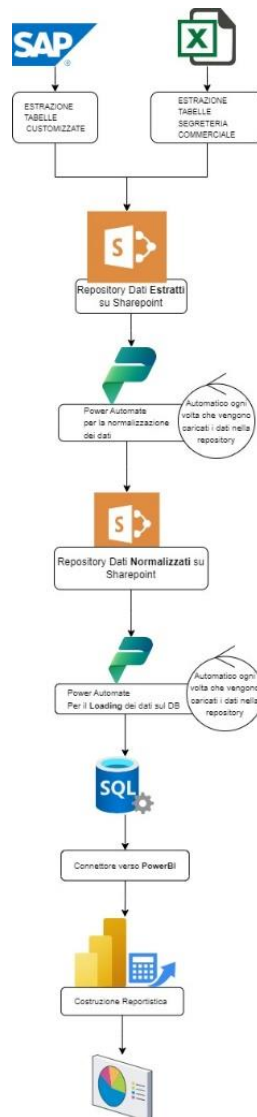 SAP
®
X
ESTRAZIONE
TABELLE
CUSTOMIZZATE
ESTRAZIONE
TABELLE
SEGRETERIA
COMMERCIALE
S
Repository Dati Estratti
su Sharepoint
Power Automate
per la normalizzazione
dei dati
Automatico ogni
volta che vengono
caricati i dati nella
repository
S
Repository Dati Normalizzati su
Sharepoint
Power Automate
Per il Loading dei dati sul DB
Automatico ogni
volta che vengono
caricati i dati nella
repository
SQL
Connettore verso PowerBI
Costruzione Reportistica